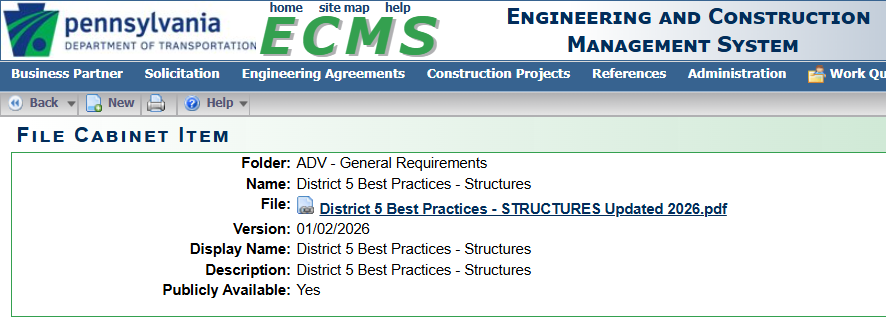 home site map help
pennsylvania
DEPARTMENT OF TRANSPORTATION
ECMS
ENGINEERING AND CONSTRUCTION
MANAGEMENT SYSTEM
Business Partner Solicitation Engineering Agreements Construction Projects References Administration Work Qu
Back New Help
FILE CABINET ITEM
Folder: ADV - General Requirements
Name: District 5 Best Practices - Structures
File: District 5 Best Practices - STRUCTURES Updated 2026.pdf
Version: 01/02/2026
Display Name: District 5 Best Practices - Structures
Description: District 5 Best Practices - Structures
Publicly Available: Yes